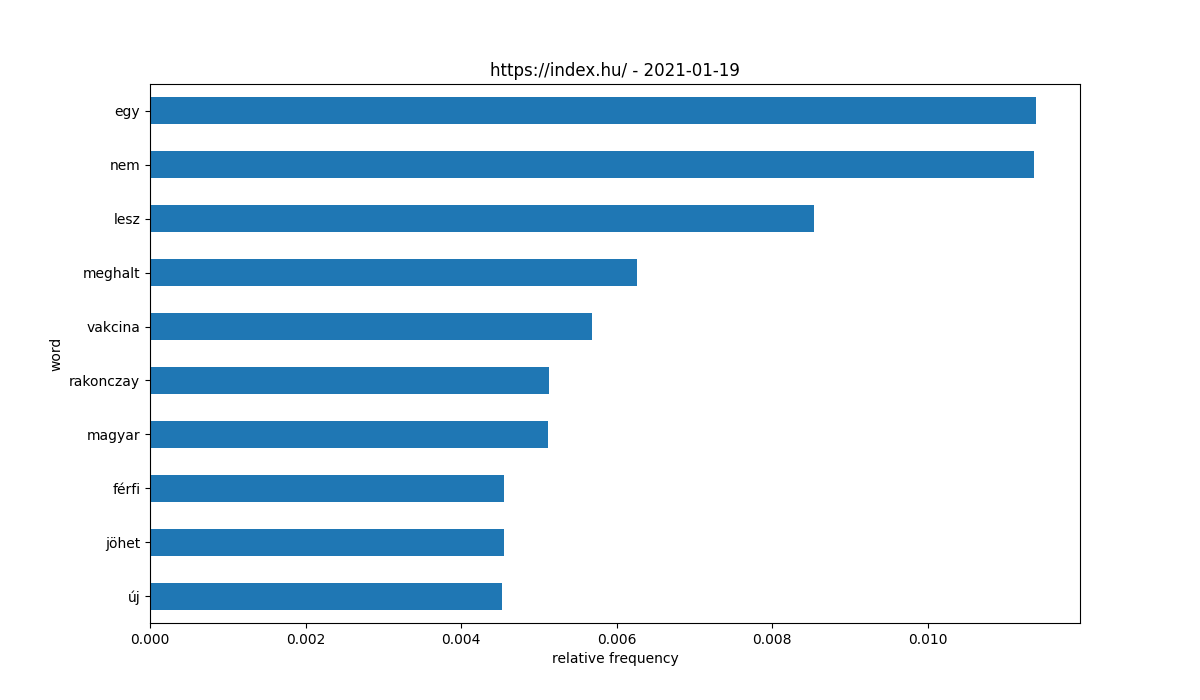 https://index.hu/ - 2021-01-19
egy
nem
lesz
meghalt
vakcina
word
rakonczay
magyar
férfi
jöhet
új
0.000 0.002 0.004 0.006 0.008 0.010
relative frequency